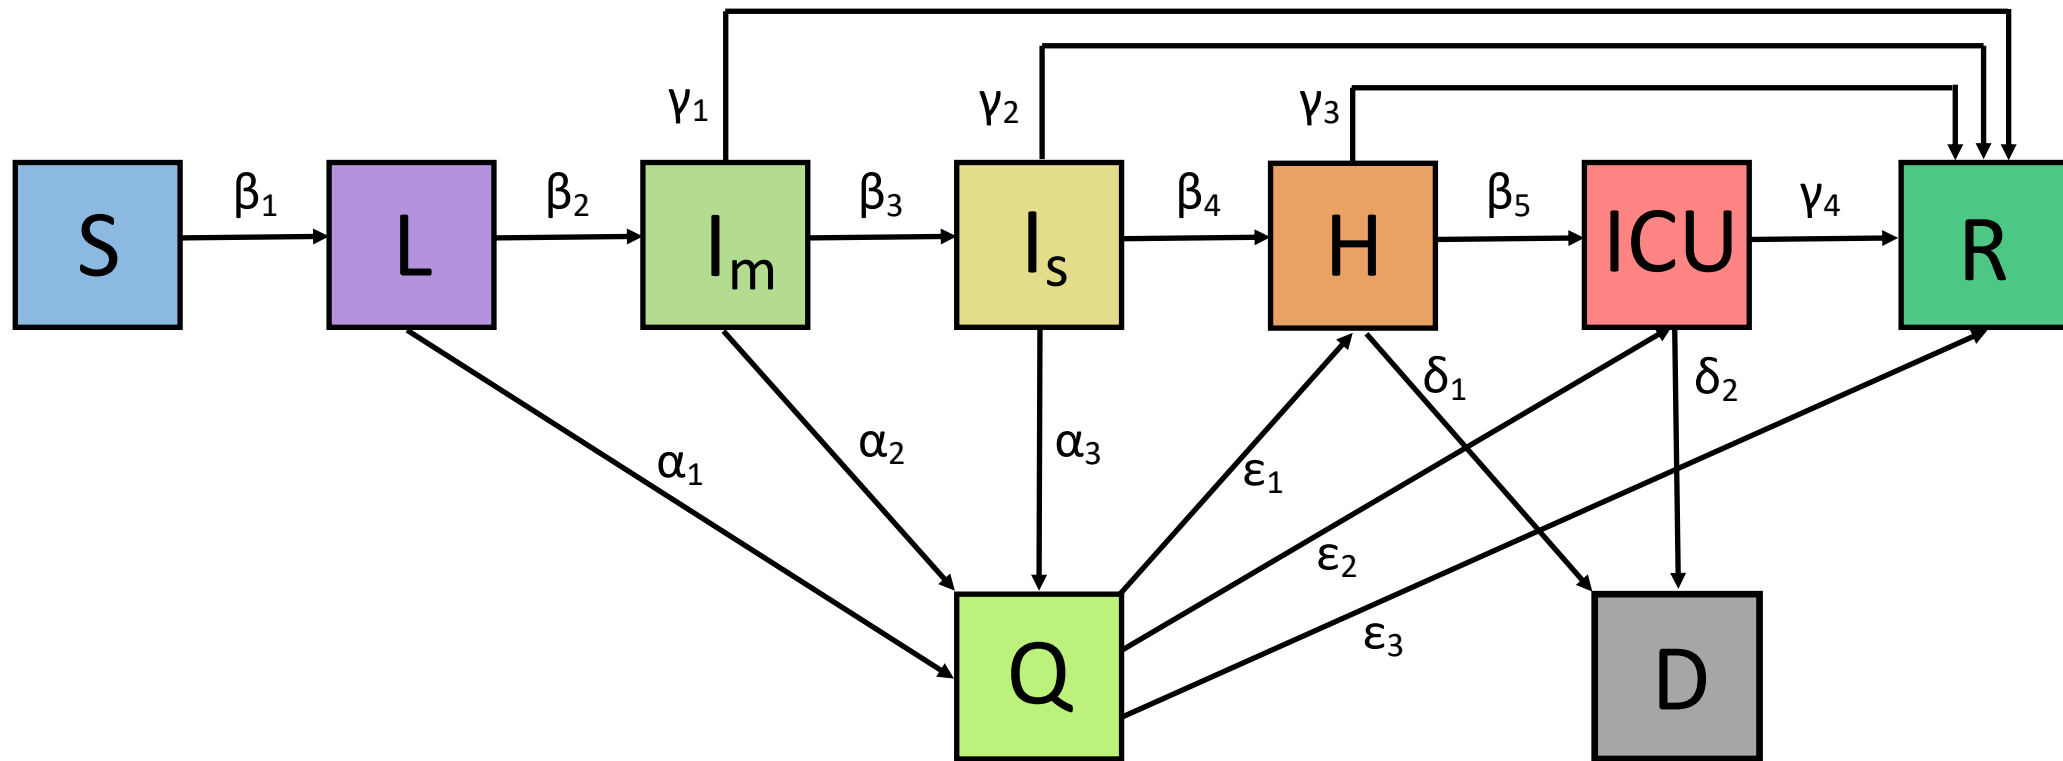 γ₁
γ₂
γ₃
S
β₁
L
β₂
Iₘ
β₃
Iₛ
β₄
H
β₅
ICU
γ₄
R
α₁
α₂
α₃
ε₁
δ₁
δ₂
ε₂
ε₃
Q
D